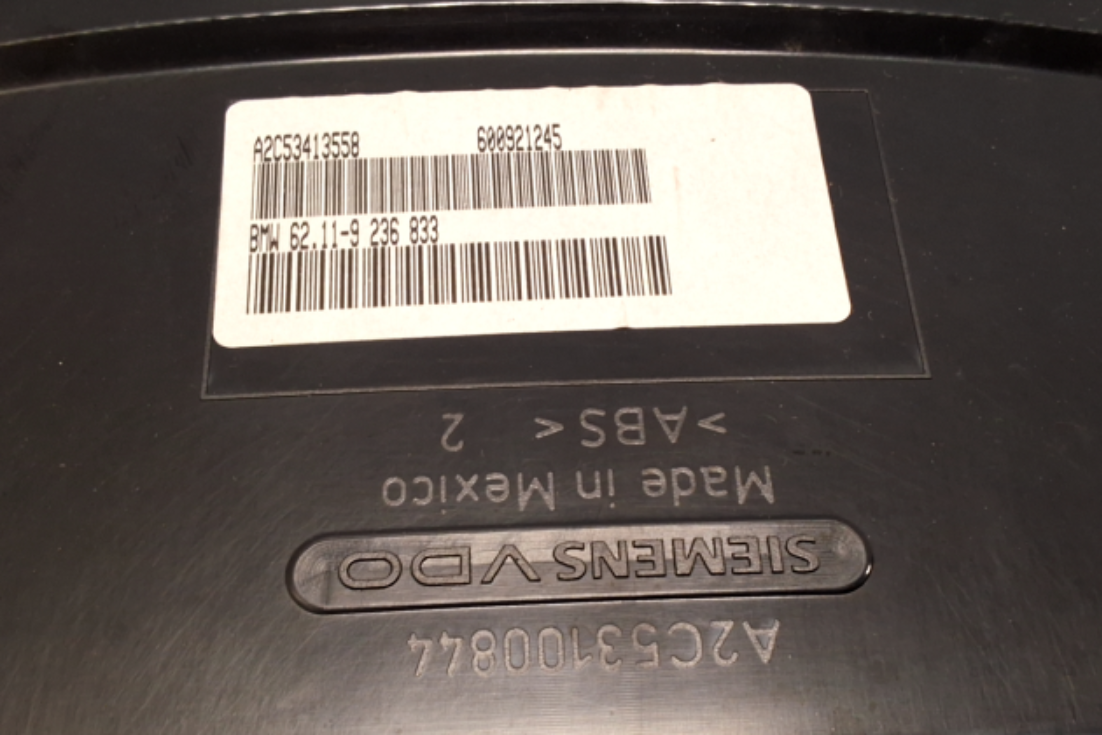 A2C53413558 600921245
BMW 62.11-9 236 833
>ABS< 2
Made in Mexico
SIEMENS VDO
A2C53100844